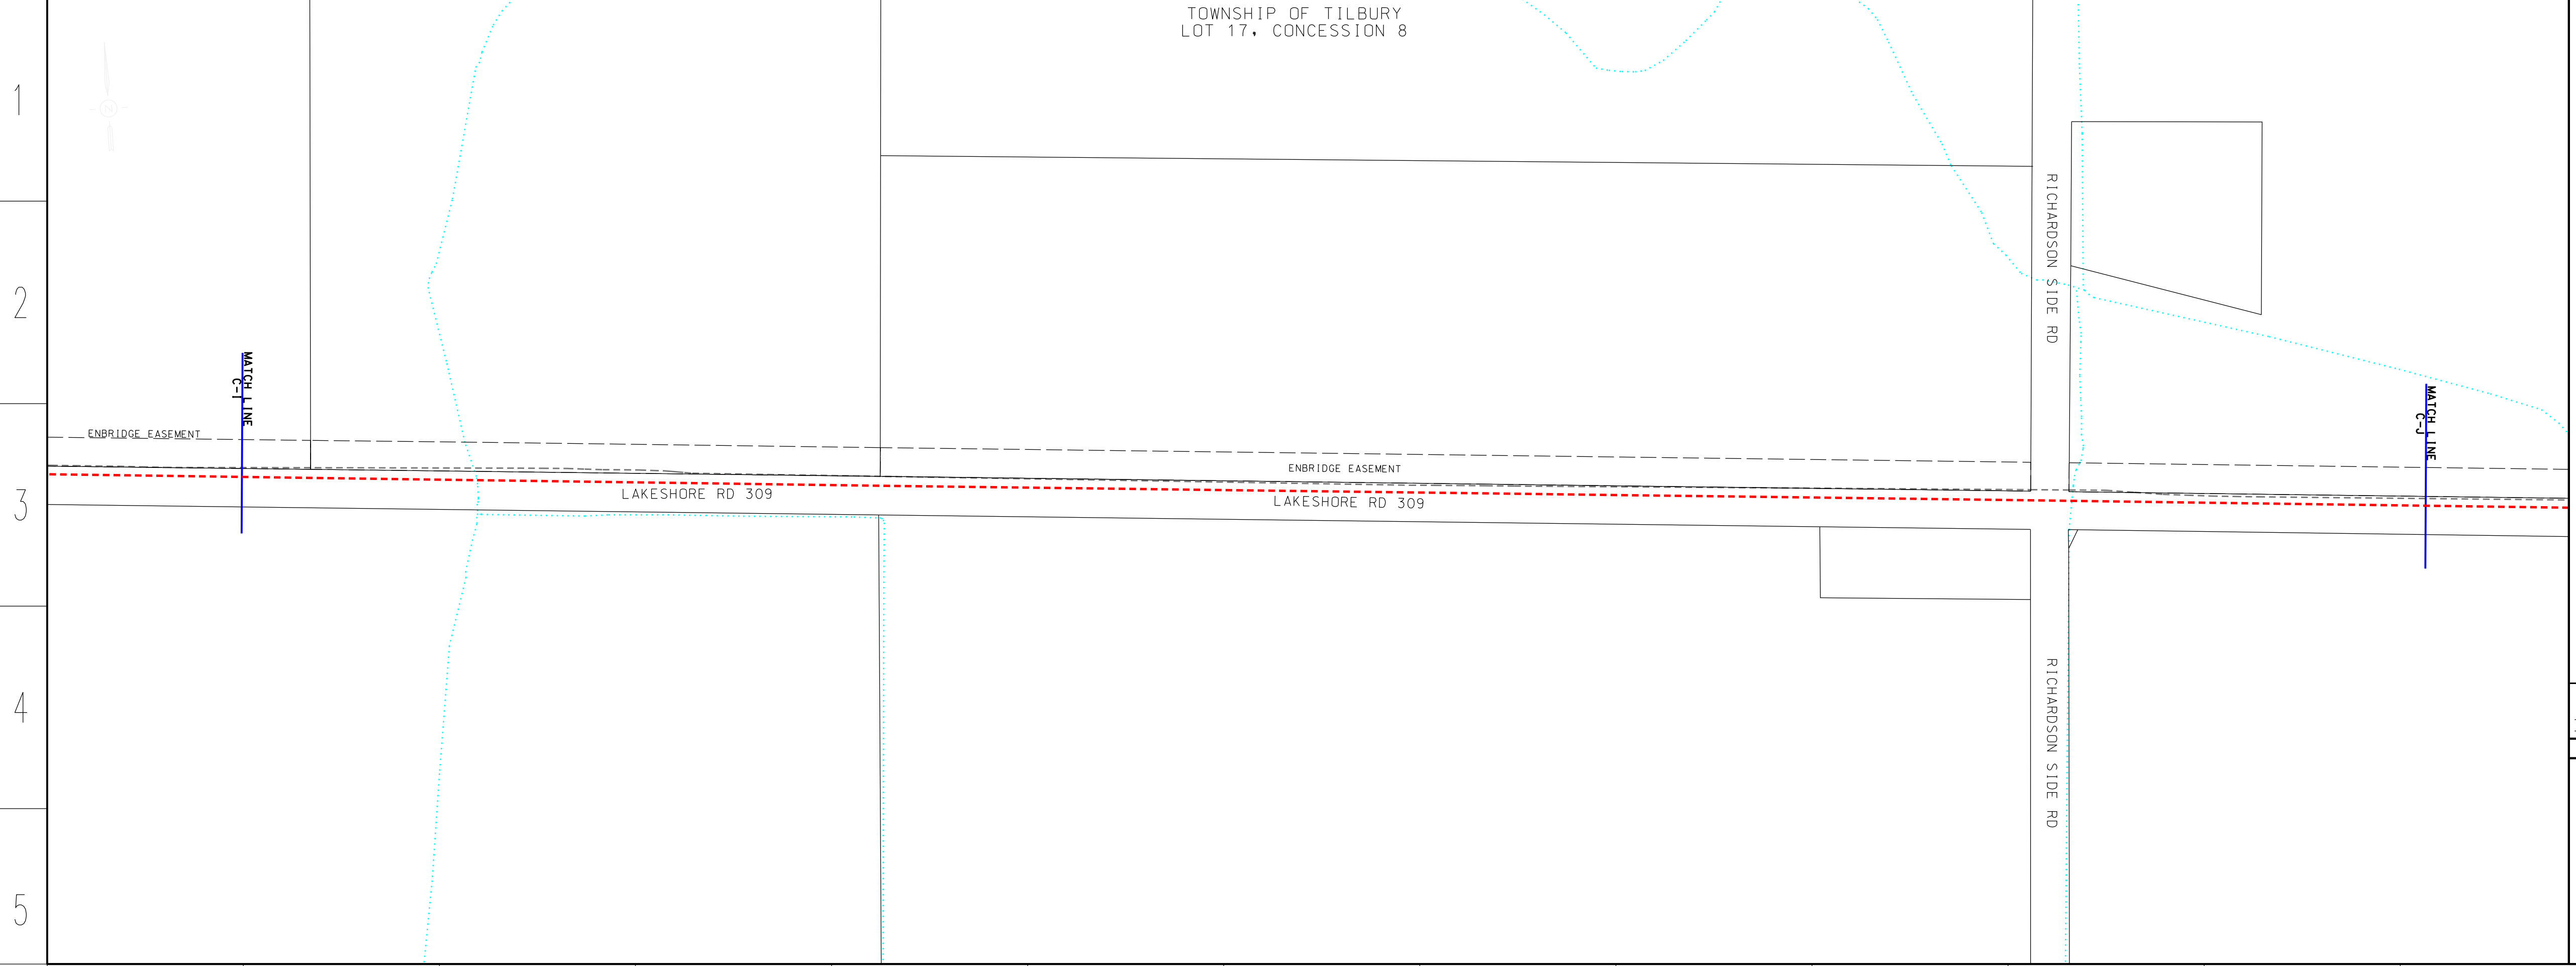 TOWNSHIP OF TILBURY
LOT 17, CONCESSION 8
1
N
RICHARDSON SIDE RD
2
MATCH LINE
C-I
MATCH LINE
C-J
ENBRIDGE EASEMENT
ENBRIDGE EASEMENT
3
LAKESHORE RD 309
LAKESHORE RD 309
4
RICHARDSON SIDE RD
5